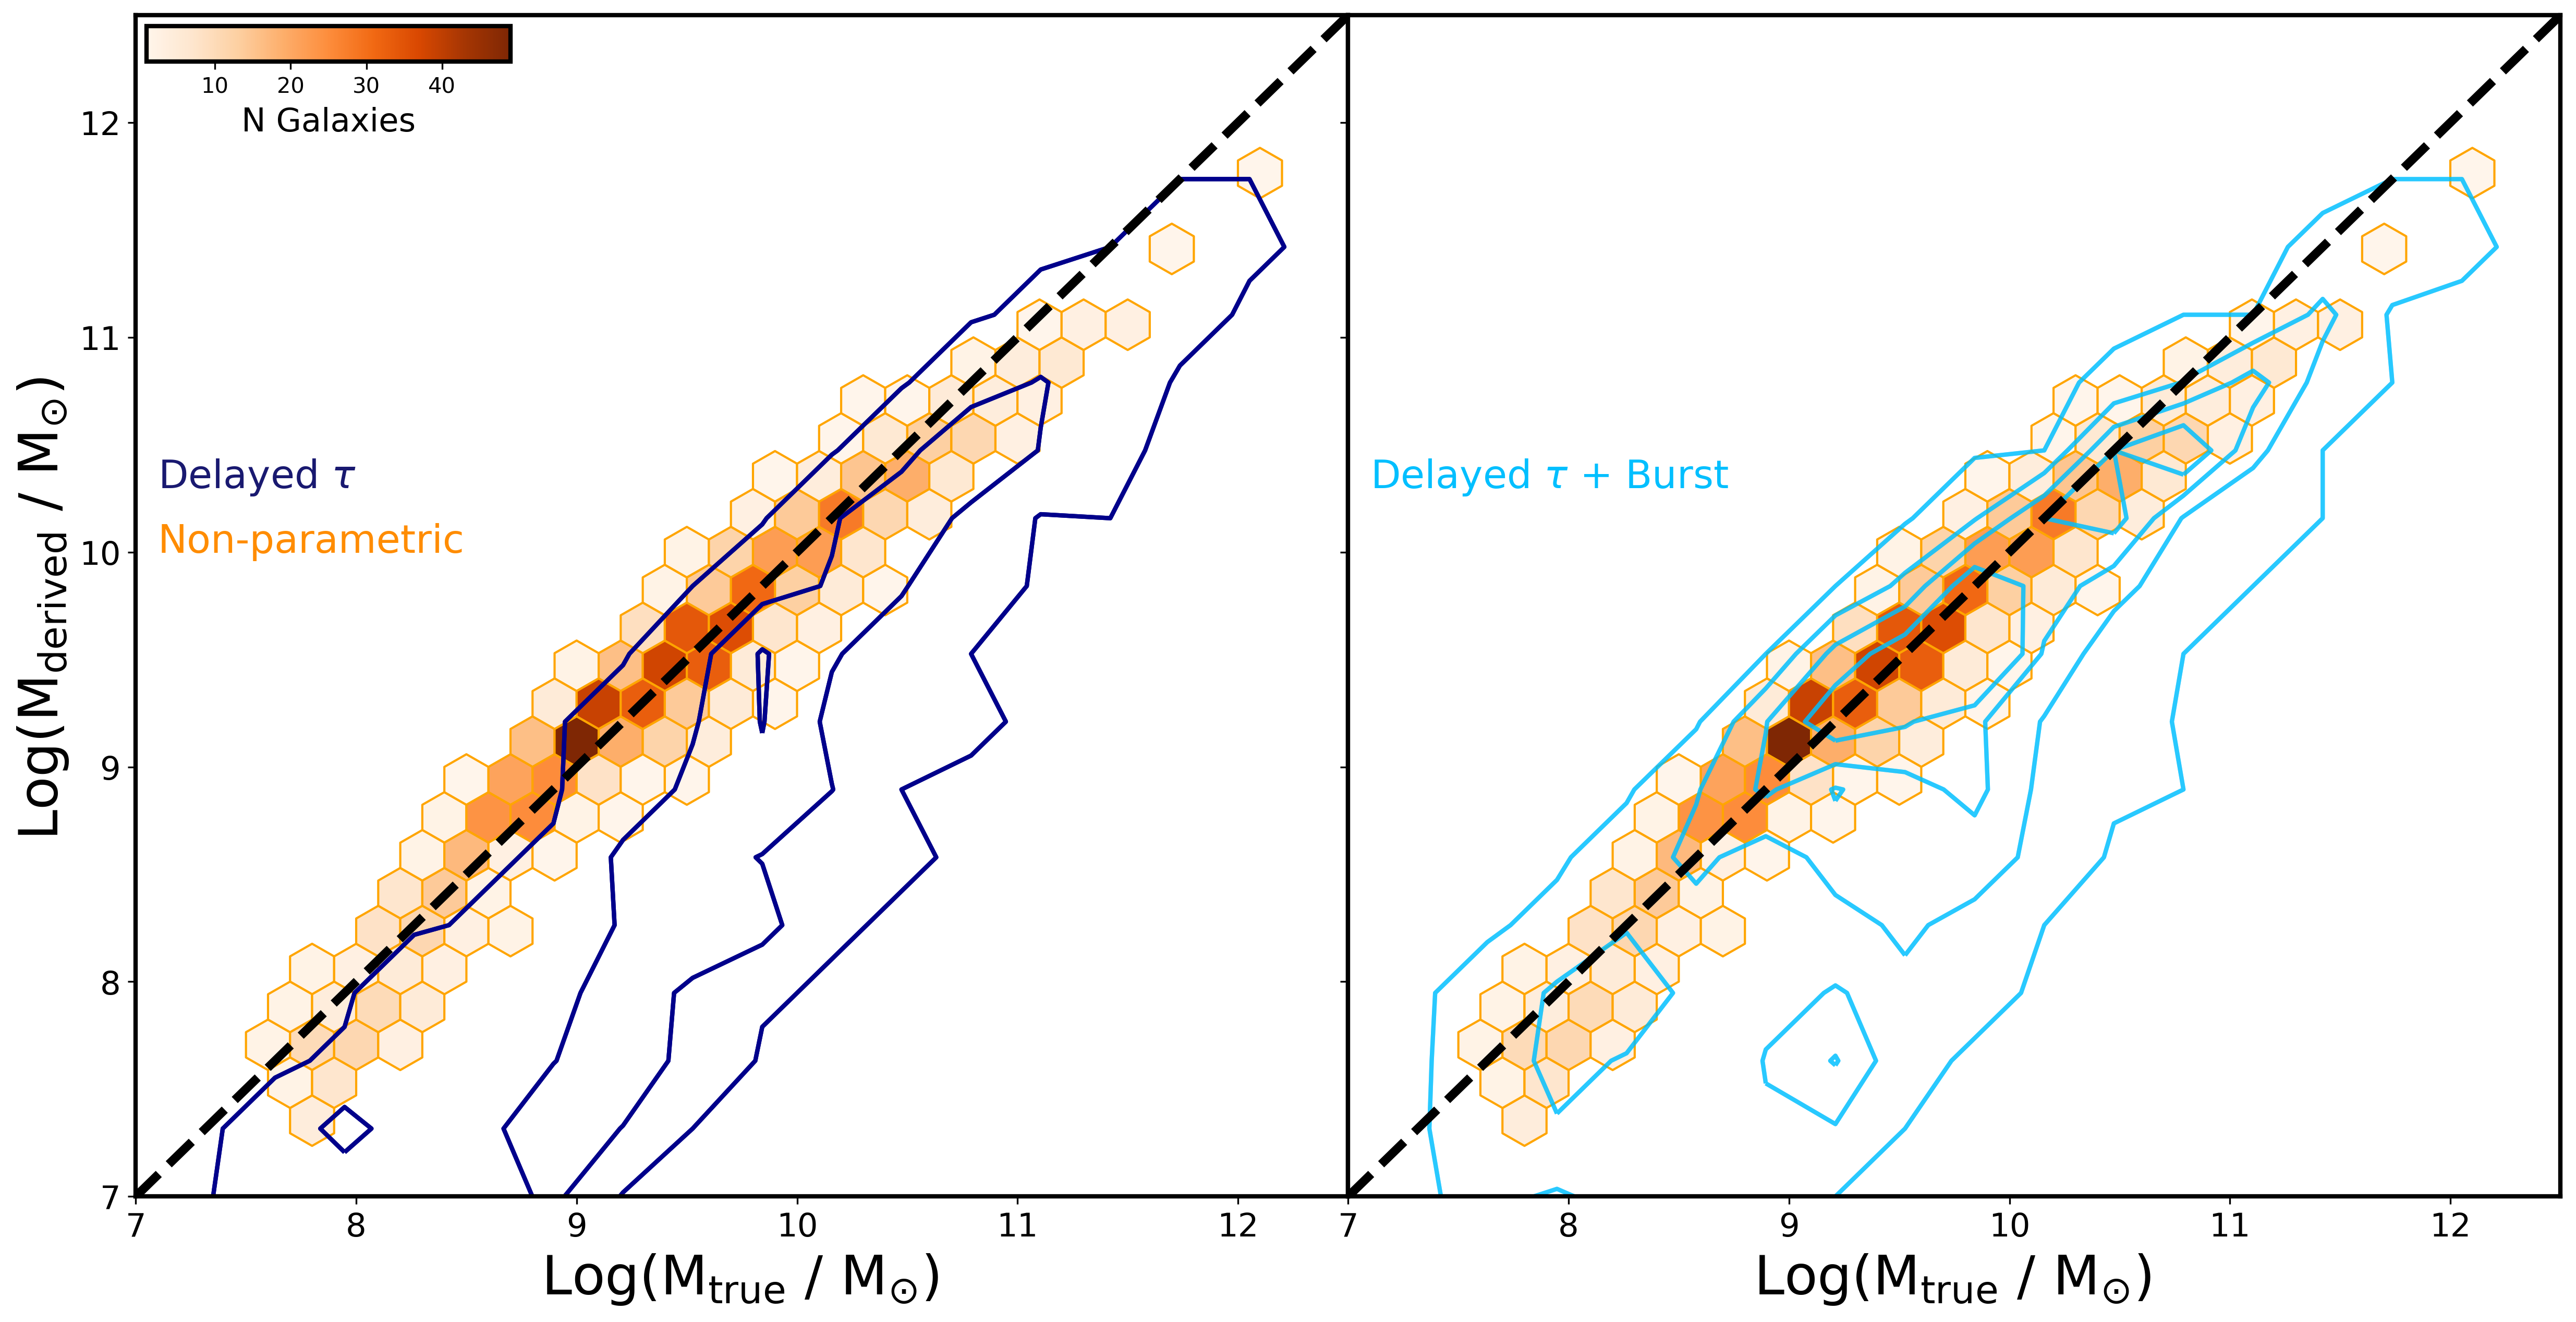 10 20 30 40
N Galaxies
12
11
10
9
8
7
Log(M_derived / M_⊙)
Delayed τ
Non-parametric
Delayed τ + Burst
7 8 9 10 11 12
7 8 9 10 11 12
Log(M_true / M_⊙)
Log(M_true / M_⊙)